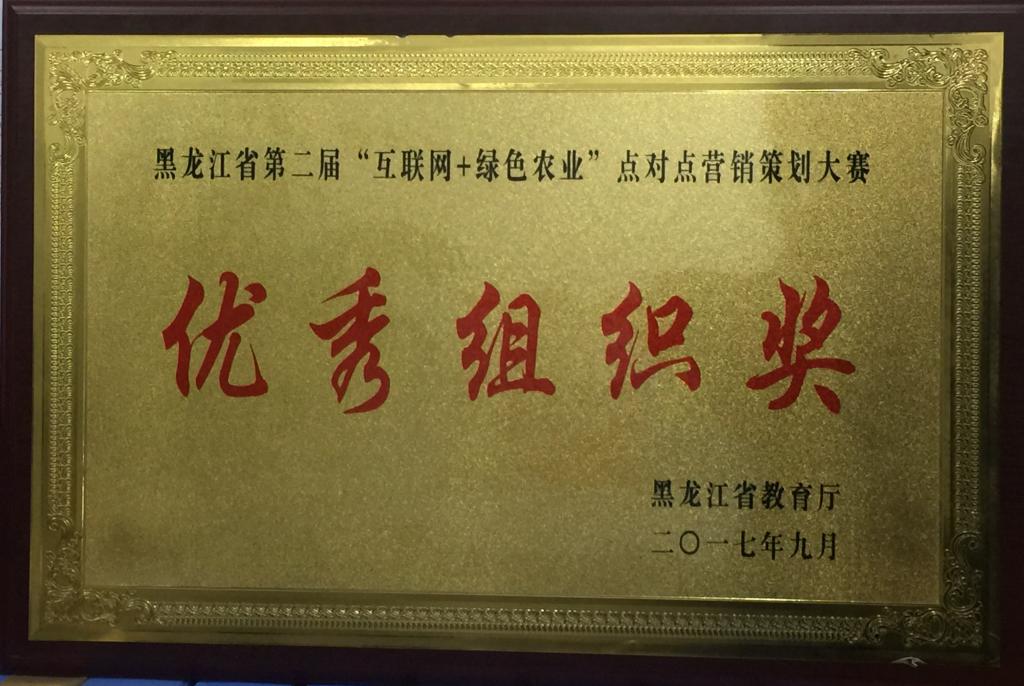 黑龙江省第二届“互联网+绿色农业”点对点营销策划大赛
优秀组织奖
黑龙江省教育厅
二〇一七年九月